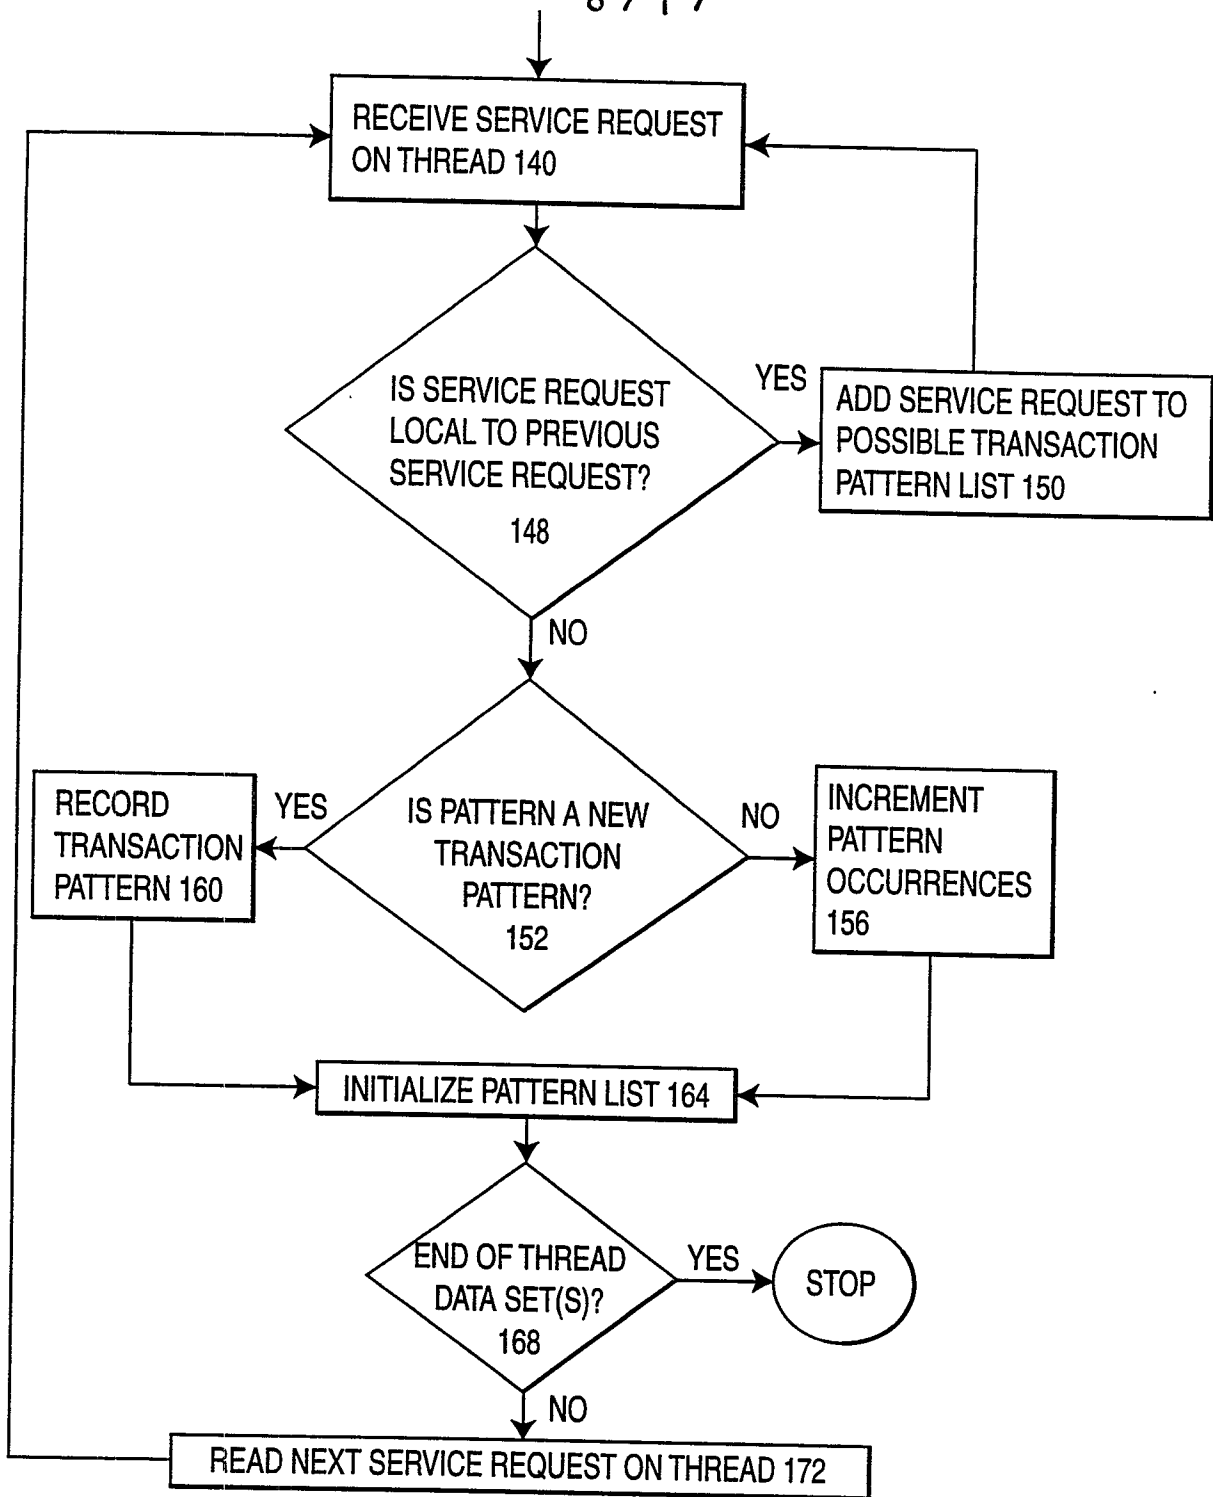 RECEIVE SERVICE REQUEST
ON THREAD 140
IS SERVICE REQUEST
LOCAL TO PREVIOUS
SERVICE REQUEST?
148
YES
ADD SERVICE REQUEST TO
POSSIBLE TRANSACTION
PATTERN LIST 150
NO
IS PATTERN A NEW
TRANSACTION
PATTERN?
152
YES
RECORD
TRANSACTION
PATTERN 160
NO
INCREMENT
PATTERN
OCCURRENCES
156
INITIALIZE PATTERN LIST 164
END OF THREAD
DATA SET(S)?
168
YES
STOP
NO
READ NEXT SERVICE REQUEST ON THREAD 172